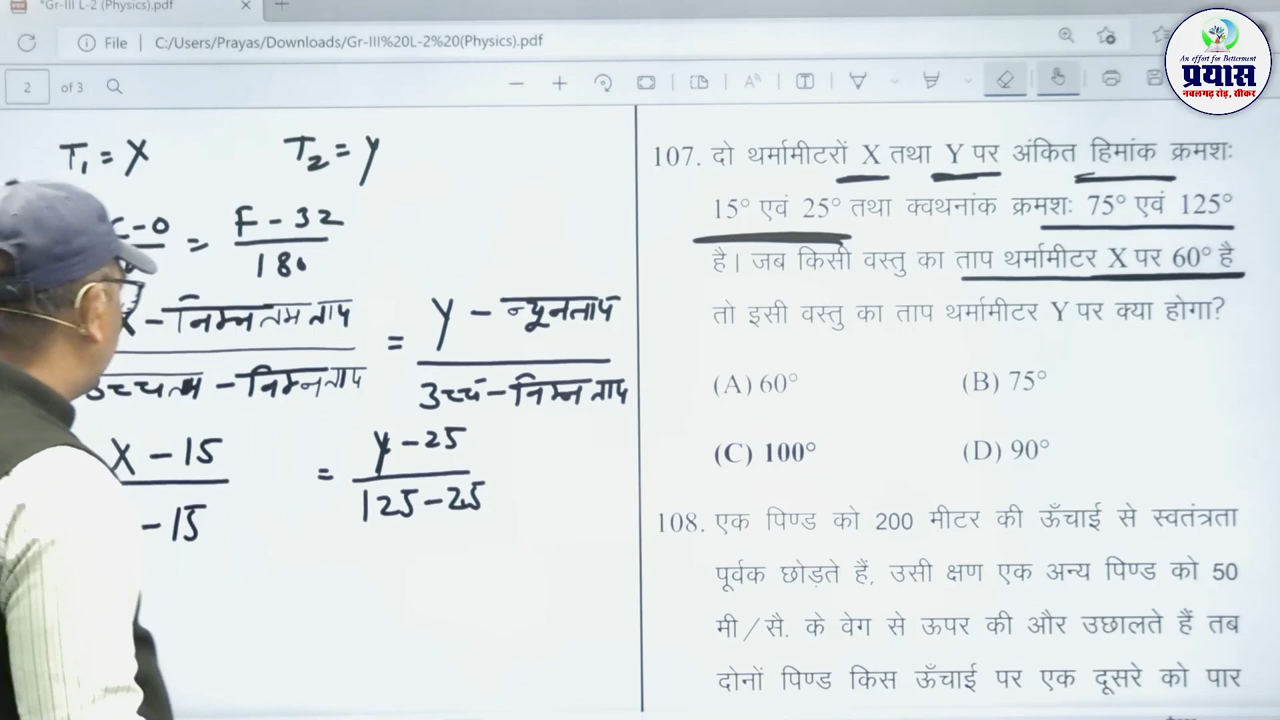 *Gr-III L-2 (Physics).pdf
File | C:/Users/Prayas/Downloads/Gr-III%20L-2%20(Physics).pdf
2 of 3
An effort for Betterment
प्रयास
नवलगढ़ रोड़, सीकर
T₁ = X T₂ = Y
C-0 = F - 32
180
X - निम्नतम ताप = Y - न्यूनताप
उच्चतम - निम्नताप उच्च - निम्न ताप
X - 15 = Y - 25
- 15 125 - 25
107. दो थर्मामीटरों X तथा Y पर अंकित हिमांक क्रमशः
15° एवं 25° तथा क्वथनांक क्रमशः 75° एवं 125°
है। जब किसी वस्तु का ताप थर्मामीटर X पर 60° है
तो इसी वस्तु का ताप थर्मामीटर Y पर क्या होगा?
(A) 60° (B) 75°
(C) 100° (D) 90°
108. एक पिण्ड को 200 मीटर की ऊँचाई से स्वतंत्रता
पूर्वक छोड़ते हैं, उसी क्षण एक अन्य पिण्ड को 50
मी/सै. के वेग से ऊपर की और उछालते हैं तब
दोनों पिण्ड किस ऊँचाई पर एक दूसरे को पार